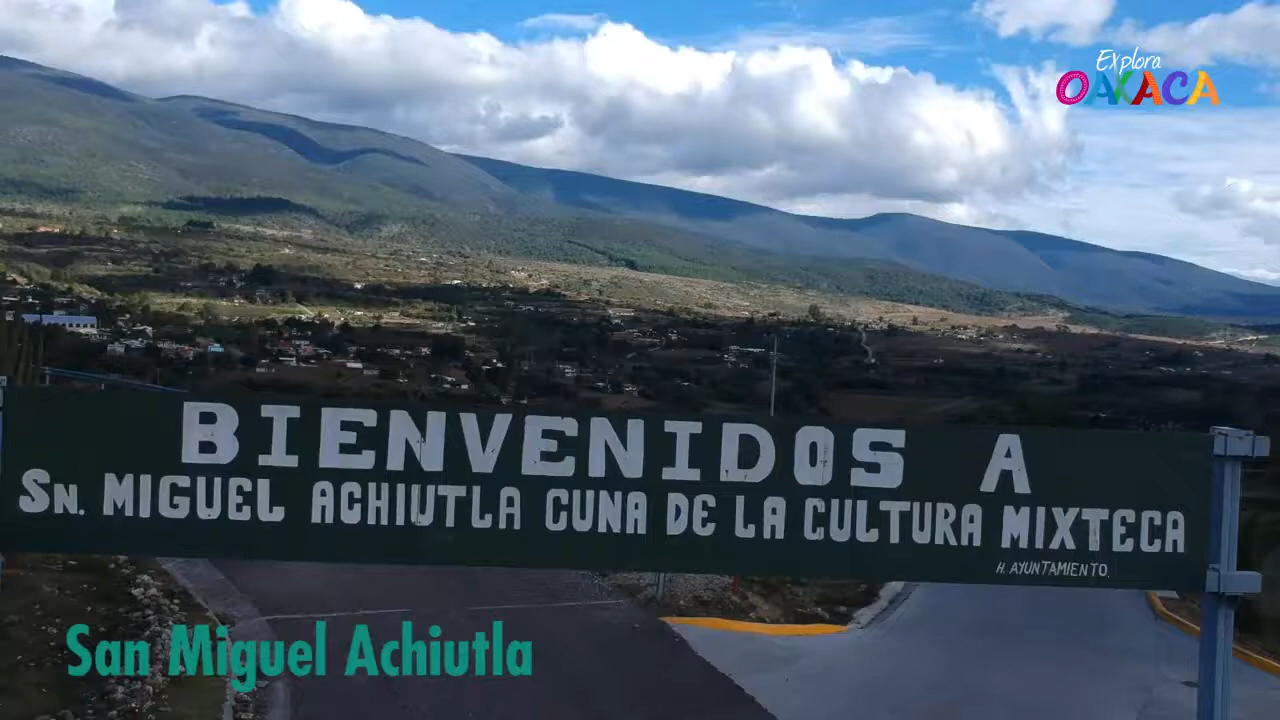 Explora
OAXACA
BIENVENIDOS A
SN. MIGUEL ACHIUTLA CUNA DE LA CULTURA MIXTECA
H. AYUNTAMIENTO.
San Miguel Achiutla